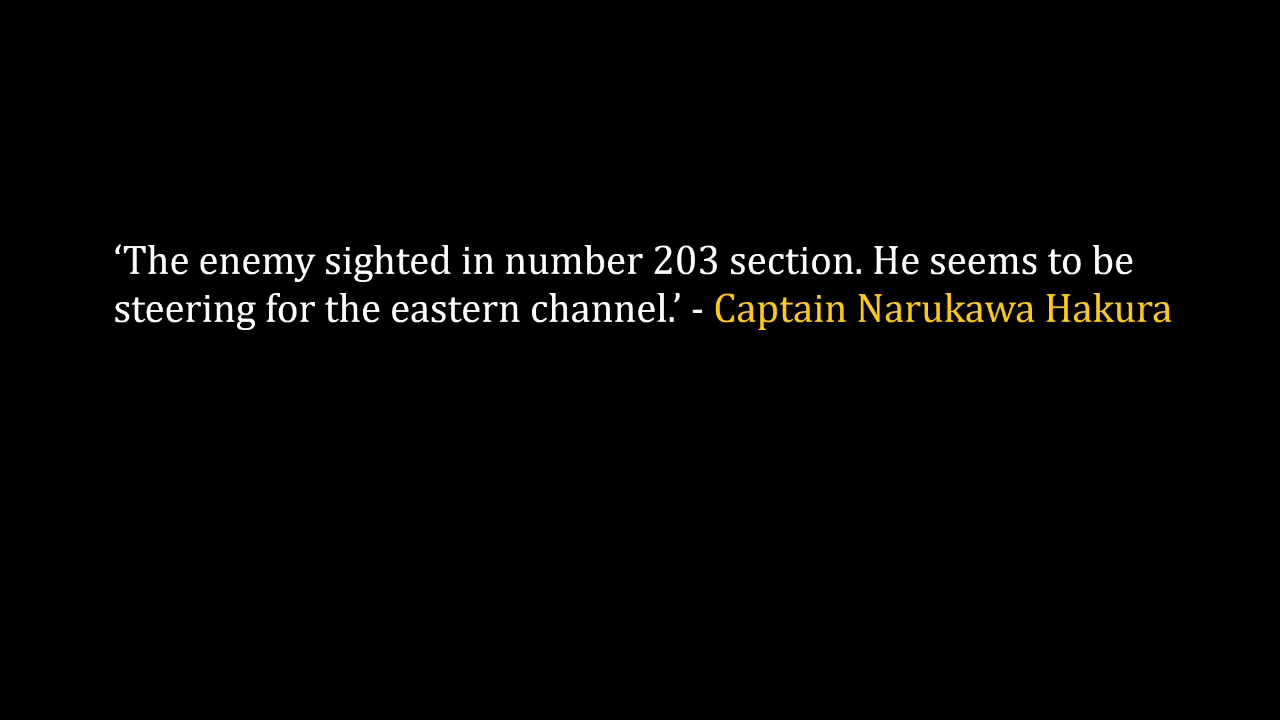 ‘The enemy sighted in number 203 section. He seems to be
steering for the eastern channel.’ - Captain Narukawa Hakura